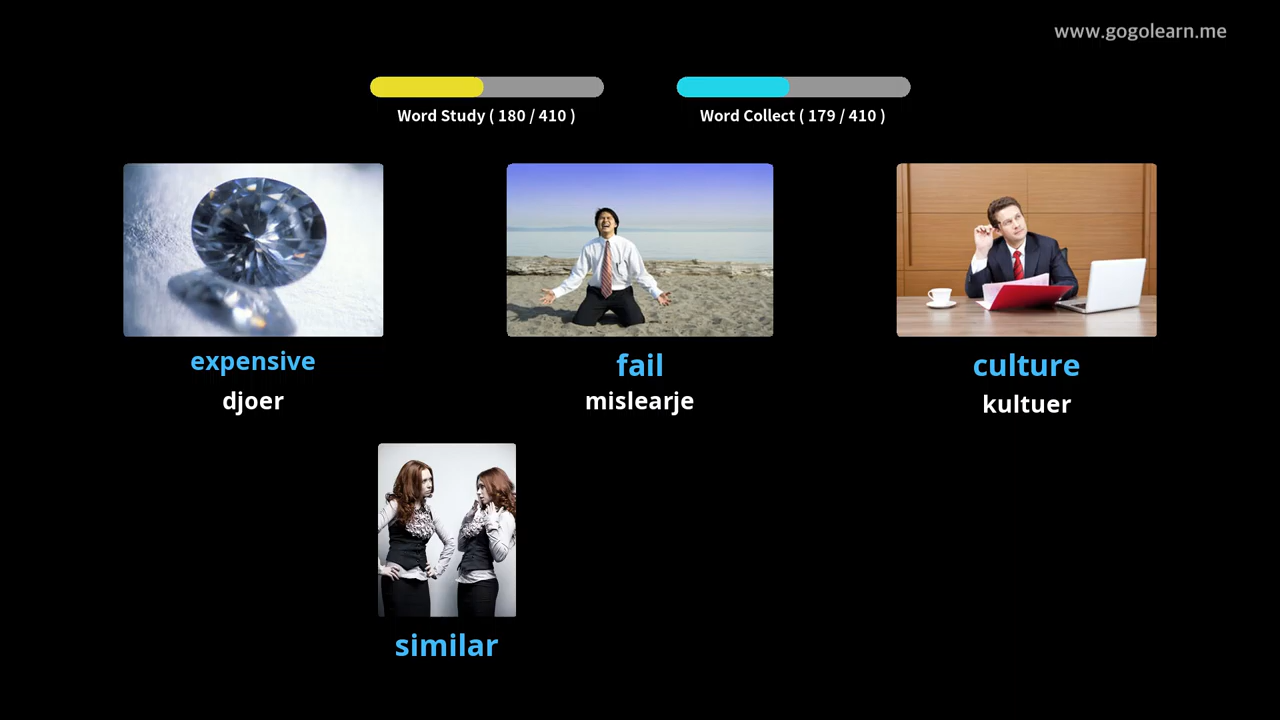 www.gogolearn.me
Word Study ( 180 / 410 )
Word Collect ( 179 / 410 )
expensive
djoer
fail
mislearje
culture
kultuer
similar